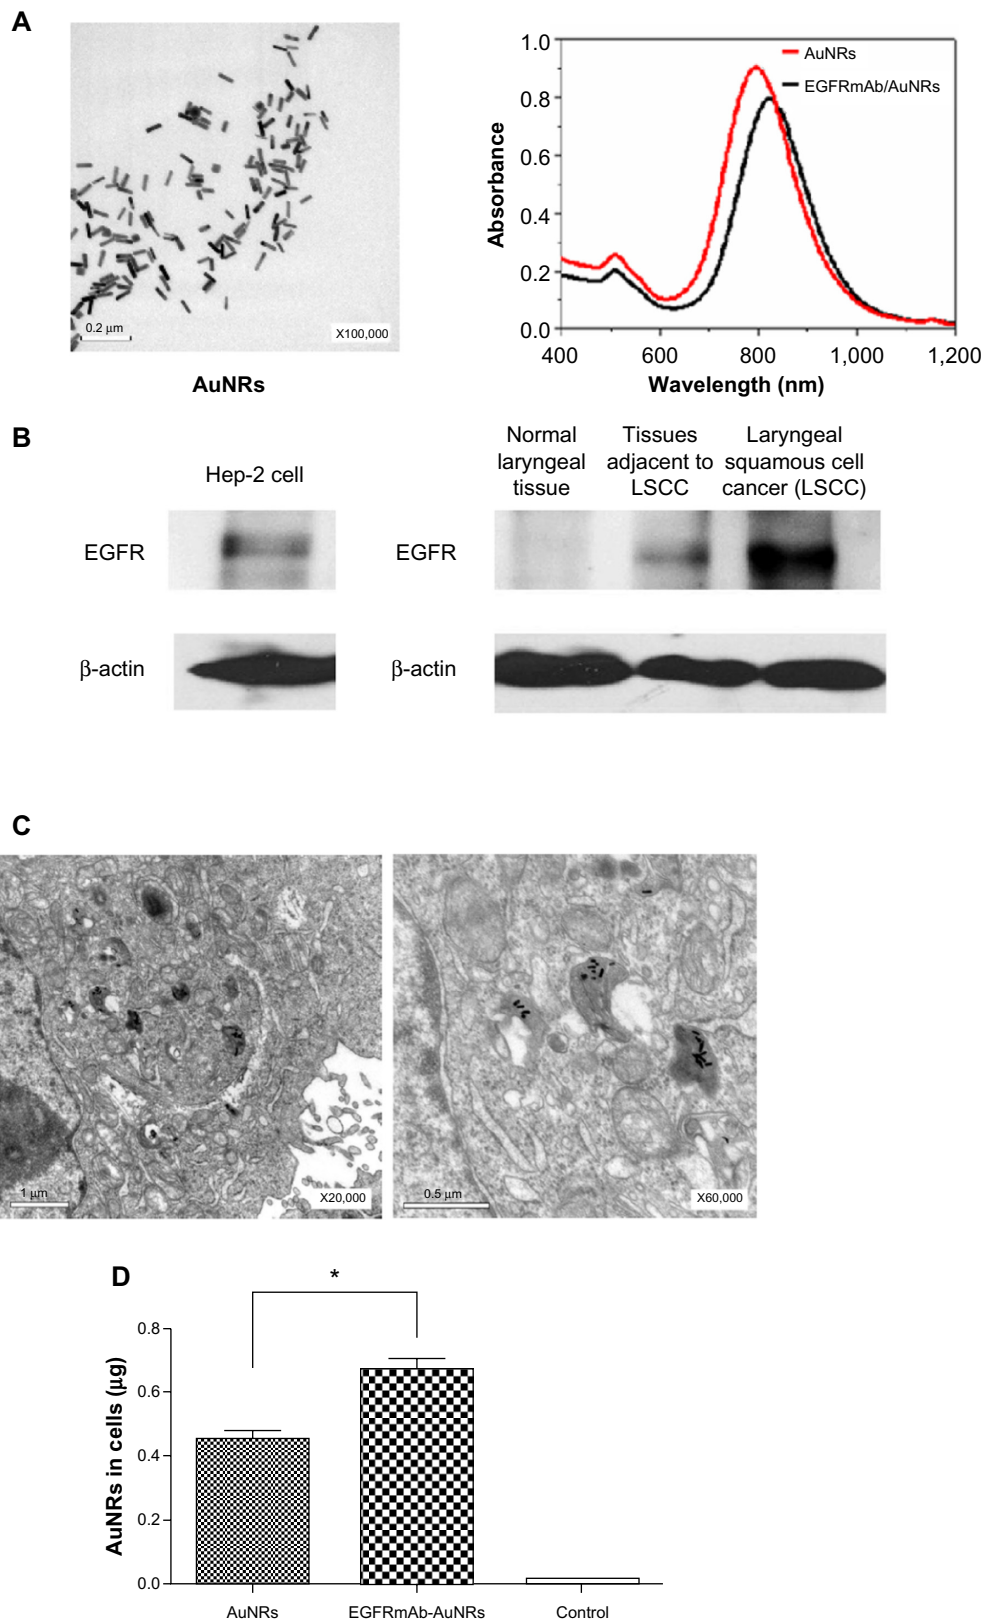 A
0.2 μm
X100,000
AuNRs
1.0
0.8
0.6
0.4
0.2
0.0
Absorbance
AuNRs
EGFRmAb/AuNRs
400
600
800
1,000
1,200
Wavelength (nm)
B
Hep-2 cell
Normal
laryngeal
tissue
Tissues
adjacent to
LSCC
Laryngeal
squamous cell
cancer (LSCC)
EGFR
EGFR
β-actin
β-actin
C
1 μm
X20,000
0.5 μm
X60,000
D
*
0.8
0.6
0.4
0.2
0.0
AuNRs in cells (μg)
AuNRs
EGFRmAb-AuNRs
Control